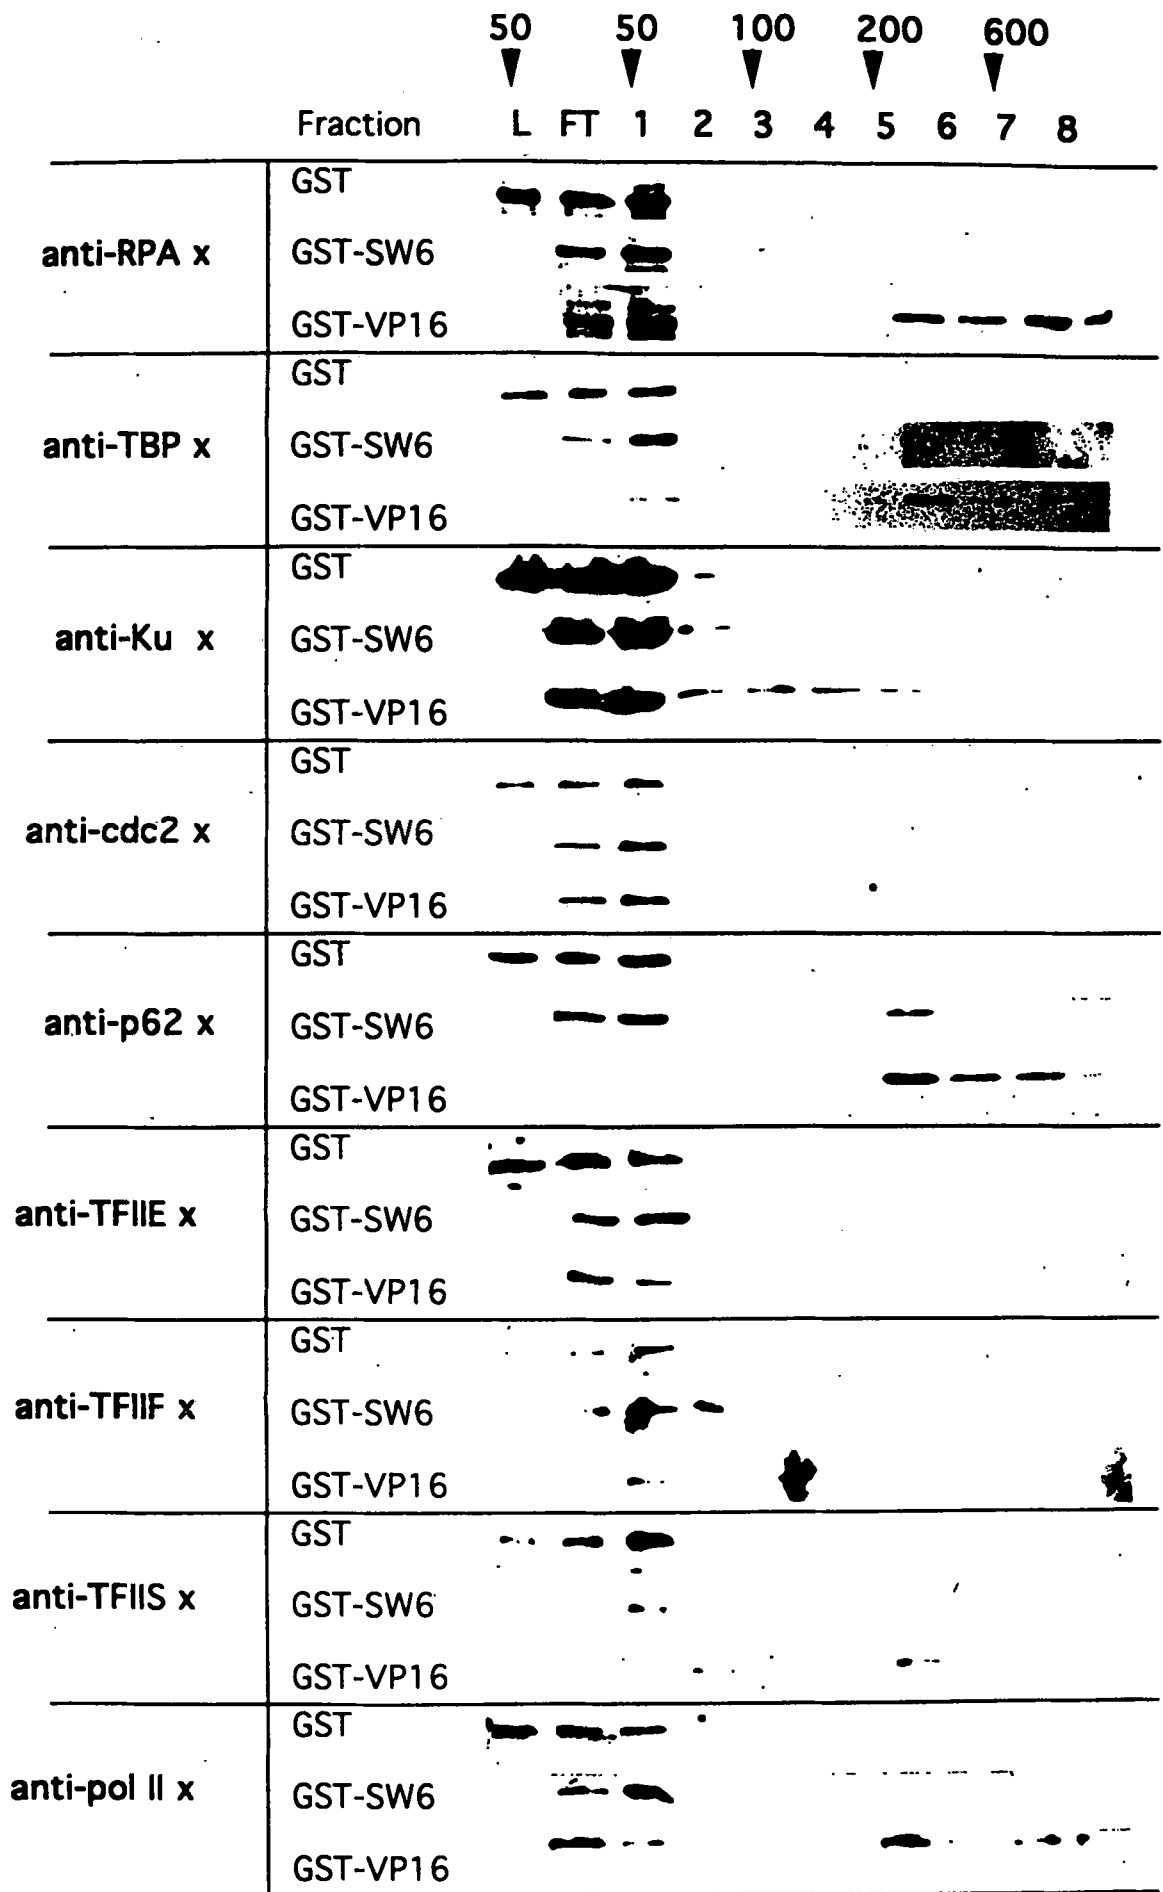 50 50 100 200 600
Fraction L FT 1 2 3 4 5 6 7 8
GST
anti-RPA x GST-SW6
GST-VP16
GST
anti-TBP x GST-SW6
GST-VP16
GST
anti-Ku x GST-SW6
GST-VP16
GST
anti-cdc2 x GST-SW6
GST-VP16
GST
anti-p62 x GST-SW6
GST-VP16
GST
anti-TFIIE x GST-SW6
GST-VP16
GST
anti-TFIIF x GST-SW6
GST-VP16
GST
anti-TFIIS x GST-SW6
GST-VP16
GST
anti-pol II x GST-SW6
GST-VP16